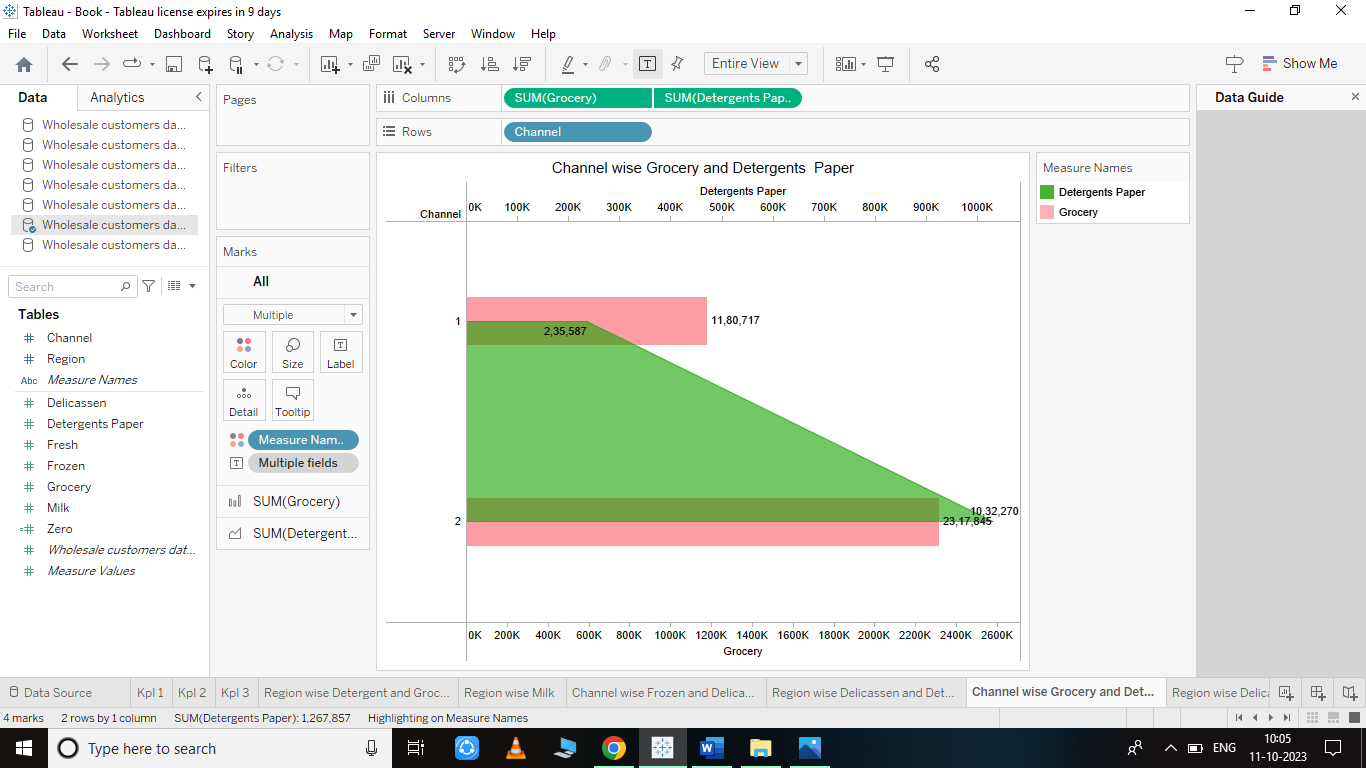 Tableau - Book - Tableau license expires in 9 days
File Data Worksheet Dashboard Story Analysis Map Format Server Window Help
Entire View
Show Me
Data Analytics
Wholesale customers da...
Wholesale customers da...
Wholesale customers da...
Wholesale customers da...
Wholesale customers da...
Wholesale customers da...
Wholesale customers da...
Search
Tables
Channel
Region
Abc Measure Names
Delicassen
Detergents Paper
Fresh
Frozen
Grocery
Milk
Zero
Wholesale customers dat...
Measure Values
Pages
Filters
Marks
All
Multiple
Color Size Label
Detail Tooltip
Measure Nam..
Multiple fields
SUM(Grocery)
SUM(Detergent...
Columns SUM(Grocery) SUM(Detergents Pap..
Rows Channel
Channel wise Grocery and Detergents Paper
Detergents Paper
Channel 0K 100K 200K 300K 400K 500K 600K 700K 800K 900K 1000K
1 11,80,717
2,35,587
10,32,270
2 23,17,845
0K 200K 400K 600K 800K 1000K 1200K 1400K 1600K 1800K 2000K 2200K 2400K 2600K
Grocery
Measure Names
Detergents Paper
Grocery
Data Guide
Data Source Kpl 1 Kpl 2 Kpl 3 Region wise Detergent and Groc... Region wise Milk Channel wise Frozen and Delica... Region wise Delicassen and Det... Channel wise Grocery and Det... Region wise Delica
4 marks 2 rows by 1 column SUM(Detergents Paper): 1,267,857 Highlighting on Measure Names
Type here to search
ENG
10:05
11-10-2023